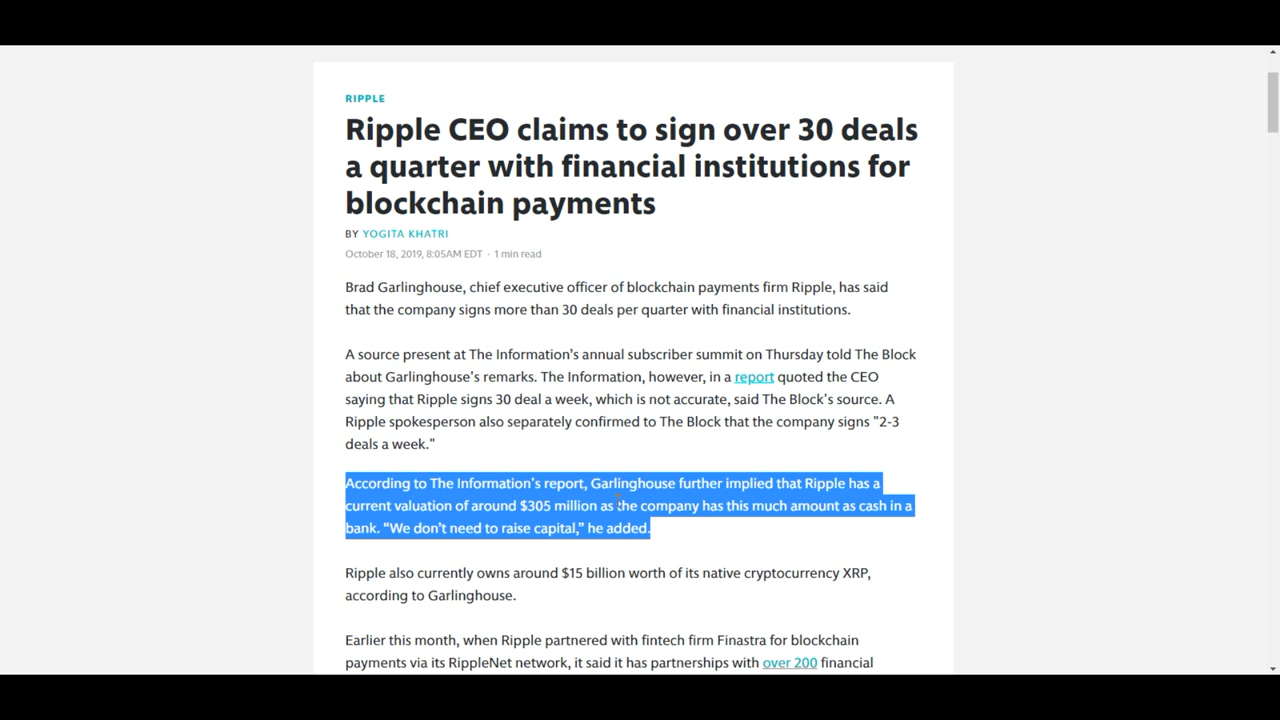 RIPPLE
Ripple CEO claims to sign over 30 deals
a quarter with financial institutions for
blockchain payments
BY YOGITA KHATRI
October 18, 2019, 8:05AM EDT · 1 min read
Brad Garlinghouse, chief executive officer of blockchain payments firm Ripple, has said
that the company signs more than 30 deals per quarter with financial institutions.
A source present at The Information's annual subscriber summit on Thursday told The Block
about Garlinghouse's remarks. The Information, however, in a report quoted the CEO
saying that Ripple signs 30 deal a week, which is not accurate, said The Block's source. A
Ripple spokesperson also separately confirmed to The Block that the company signs "2-3
deals a week."
According to The Information's report, Garlinghouse further implied that Ripple has a
current valuation of around $305 million as the company has this much amount as cash in a
bank. “We don’t need to raise capital,” he added.
Ripple also currently owns around $15 billion worth of its native cryptocurrency XRP,
according to Garlinghouse.
Earlier this month, when Ripple partnered with fintech firm Finastra for blockchain
payments via its RippleNet network, it said it has partnerships with over 200 financial